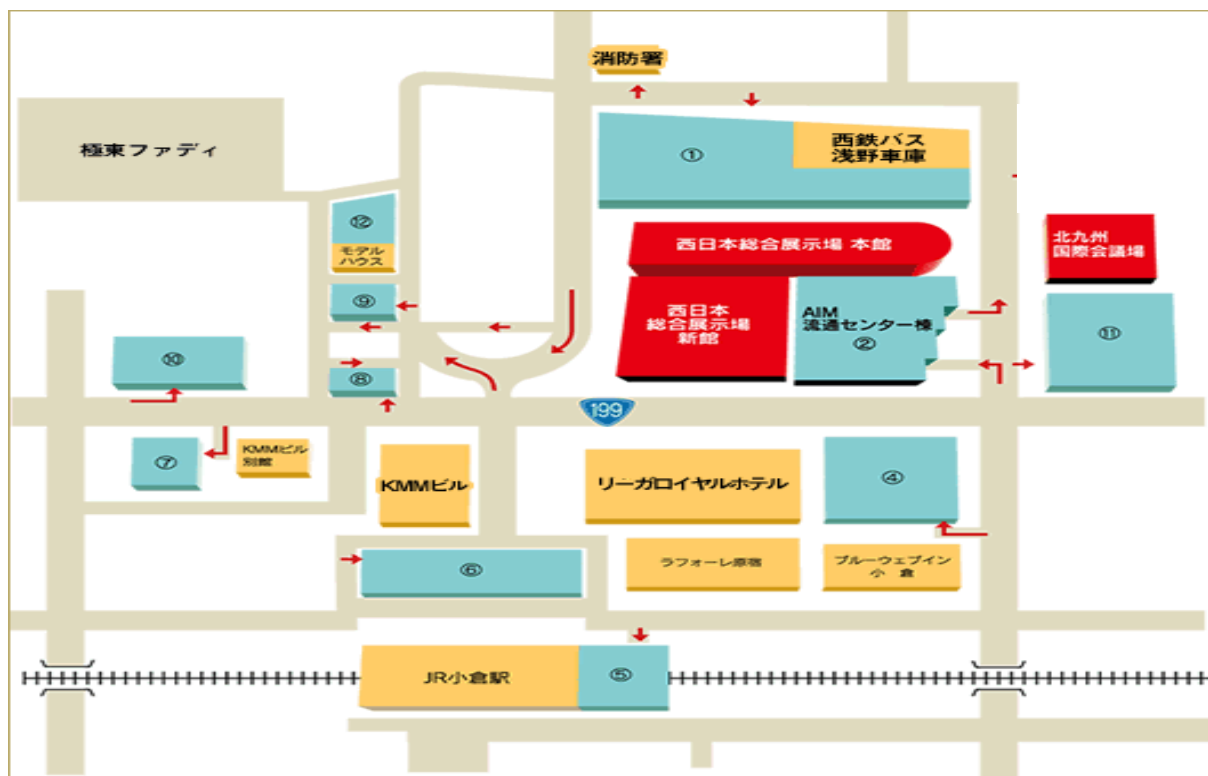 消防署
極東ファディ
①
西鉄バス
浅野車庫
⑫
モデル
ハウス
西日本総合展示場 本館
北九州
国際会議場
⑨
西日本
総合展示場
新館
AIM
流通センター棟
②
⑪
⑩
⑧
199
⑦
KMMビル
別館
KMMビル
リーガロイヤルホテル
④
⑥
ラフォーレ原宿
ブルーウェブイン
小倉
JR小倉駅
⑤